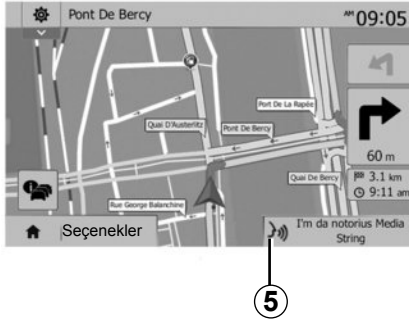 Pont De Bercy
AM 09:05
Port De La Rapée
Quai D'Austerlitz
Pont De Bercy
60 m
Quai De Bercy
3.1 km
9:11 am
Rue George Balanchine
Seçenekler
I'm da notorius Media
String
5